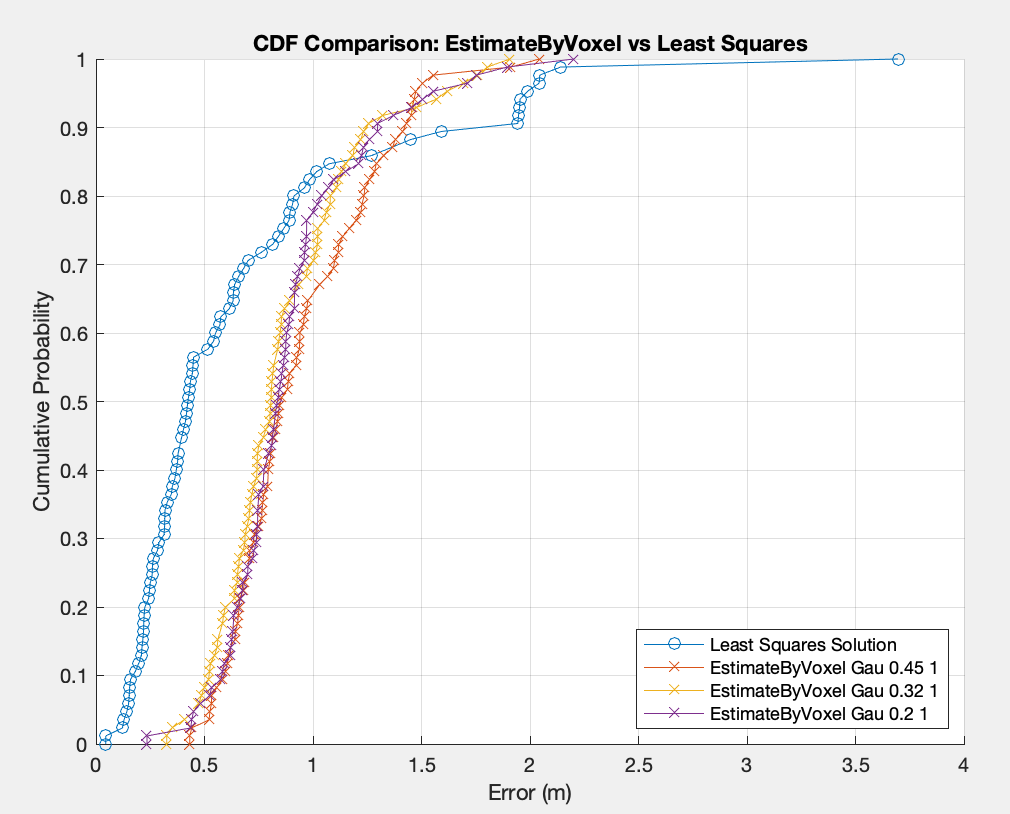 CDF Comparison: EstimateByVoxel vs Least Squares
1
0.9
0.8
0.7
0.6
0.5
0.4
0.3
0.2
0.1
0
Cumulative Probability
Least Squares Solution
EstimateByVoxel Gau 0.45 1
EstimateByVoxel Gau 0.32 1
EstimateByVoxel Gau 0.2 1
0 0.5 1 1.5 2 2.5 3 3.5 4
Error (m)